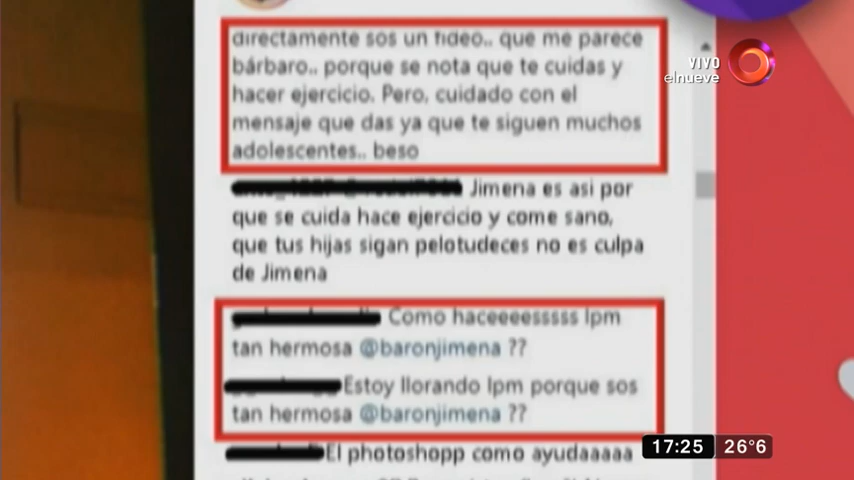 directamente sos un fideo.. que me parece
bárbaro.. porque se nota que te cuidas y
hacer ejercicio. Pero, cuidado con el
mensaje que das ya que te siguen muchos
adolescentes.. beso
Jimena es asi por
que se cuida hace ejercicio y come sano,
que tus hijas sigan pelotudeces no es culpa
de Jimena
Como haceeeesssss lpm
tan hermosa @baronjimena ??
Estoy llorando lpm porque sos
tan hermosa @baronjimena ??
El photoshopp como ayudaaaaa
VIVO
elnueve
17:25 26°6